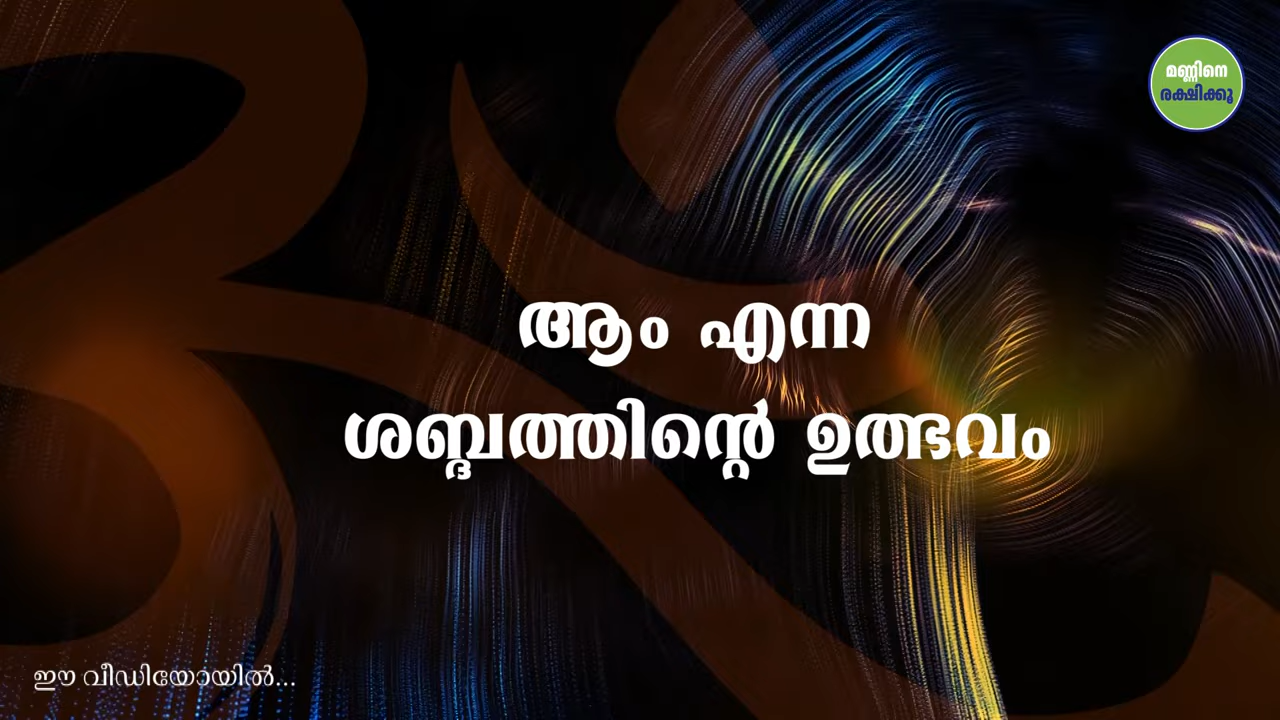 മണ്ണിനെ
രക്ഷിക്കൂ
ആം എന്ന
ശബ്ദത്തിന്റെ ഉത്ഭവം
ഈ വീഡിയോയിൽ...